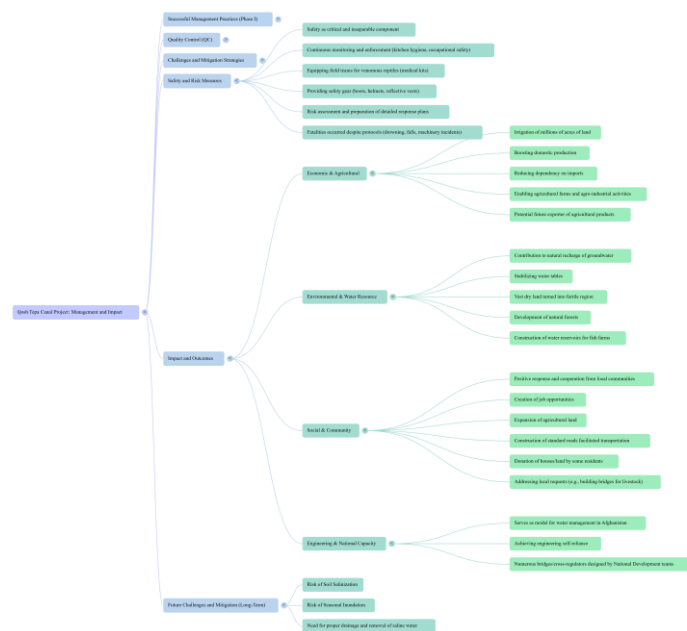 Qosh Tepa Canal Project: Management and Impact
Successful Management Practices (Phase I)
Quality Control (QC)
Challenges and Mitigation Strategies
Safety and Risk Measures
Safety as critical and inseparable component
Continuous monitoring and enforcement (kitchen hygiene, occupational safety)
Equipping field teams for venomous reptiles (medical kits)
Providing safety gear (boots, helmets, reflective vests)
Risk assessment and preparation of detailed response plans
Fatalities occurred despite protocols (drowning, falls, machinery incidents)
Impact and Outcomes
Economic & Agricultural
Irrigation of millions of acres of land
Boosting domestic production
Reducing dependency on imports
Enabling agricultural farms and agro-industrial activities
Potential future exporter of agricultural products
Environmental & Water Resource
Contribution to natural recharge of groundwater
Stabilizing water tables
Vast dry land turned into fertile region
Development of natural forests
Construction of water reservoirs for fish farms
Social & Community
Positive response and cooperation from local communities
Creation of job opportunities
Expansion of agricultural land
Construction of standard roads facilitated transportation
Donation of houses/land by some residents
Addressing local requests (e.g., building bridges for livestock)
Engineering & National Capacity
Serves as model for water management in Afghanistan
Achieving engineering self-reliance
Numerous bridges/cross-regulators designed by National Development teams
Future Challenges and Mitigation (Long-Term)
Risk of Soil Salinization
Risk of Seasonal Inundation
Need for proper drainage and removal of saline water